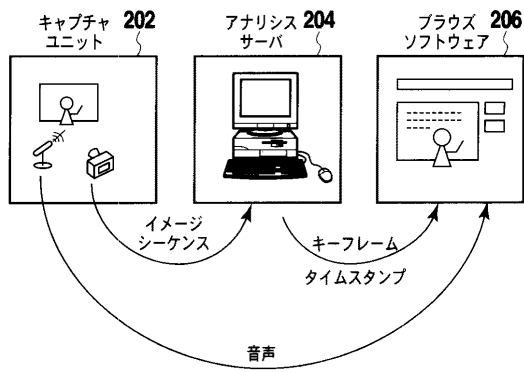 キャプチャ
ユニット
202
アナリシス
サーバ
204
ブラウズ
ソフトウェア
206
イメージ
シーケンス
キーフレーム
タイムスタンプ
音声